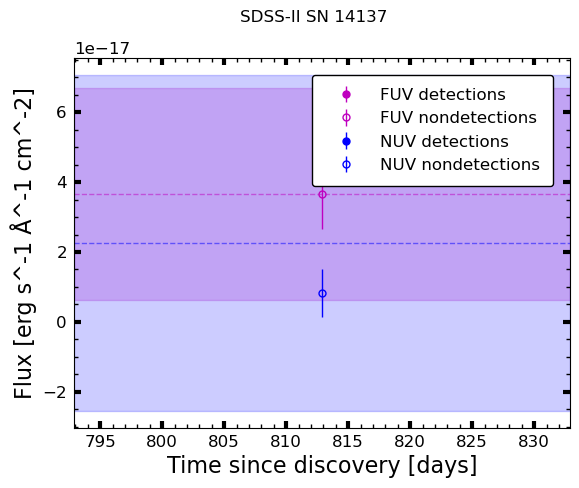 SDSS-II SN 14137
1e−17
FUV detections
FUV nondetections
NUV detections
NUV nondetections
6
4
2
0
−2
Flux [erg s^-1 Å^-1 cm^-2]
795 800 805 810 815 820 825 830
Time since discovery [days]